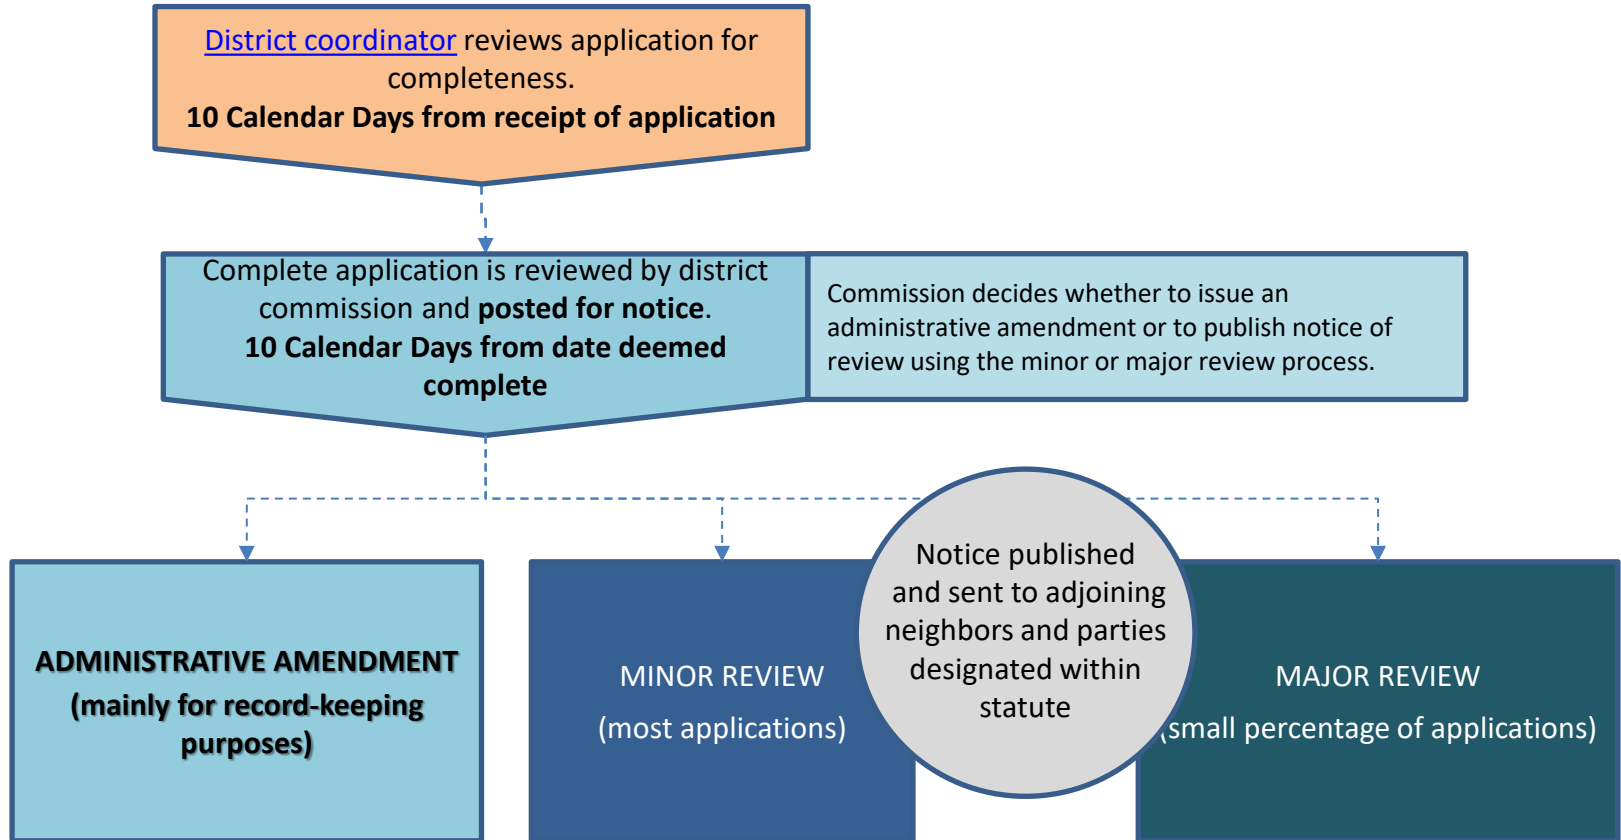 District coordinator reviews application for
completeness.
10 Calendar Days from receipt of application
Complete application is reviewed by district
commission and posted for notice.
10 Calendar Days from date deemed
complete
Commission decides whether to issue an
administrative amendment or to publish notice of
review using the minor or major review process.
ADMINISTRATIVE AMENDMENT
(mainly for record-keeping
purposes)
MINOR REVIEW
(most applications)
Notice published
and sent to adjoining
neighbors and parties
designated within
statute
MAJOR REVIEW
(small percentage of applications)